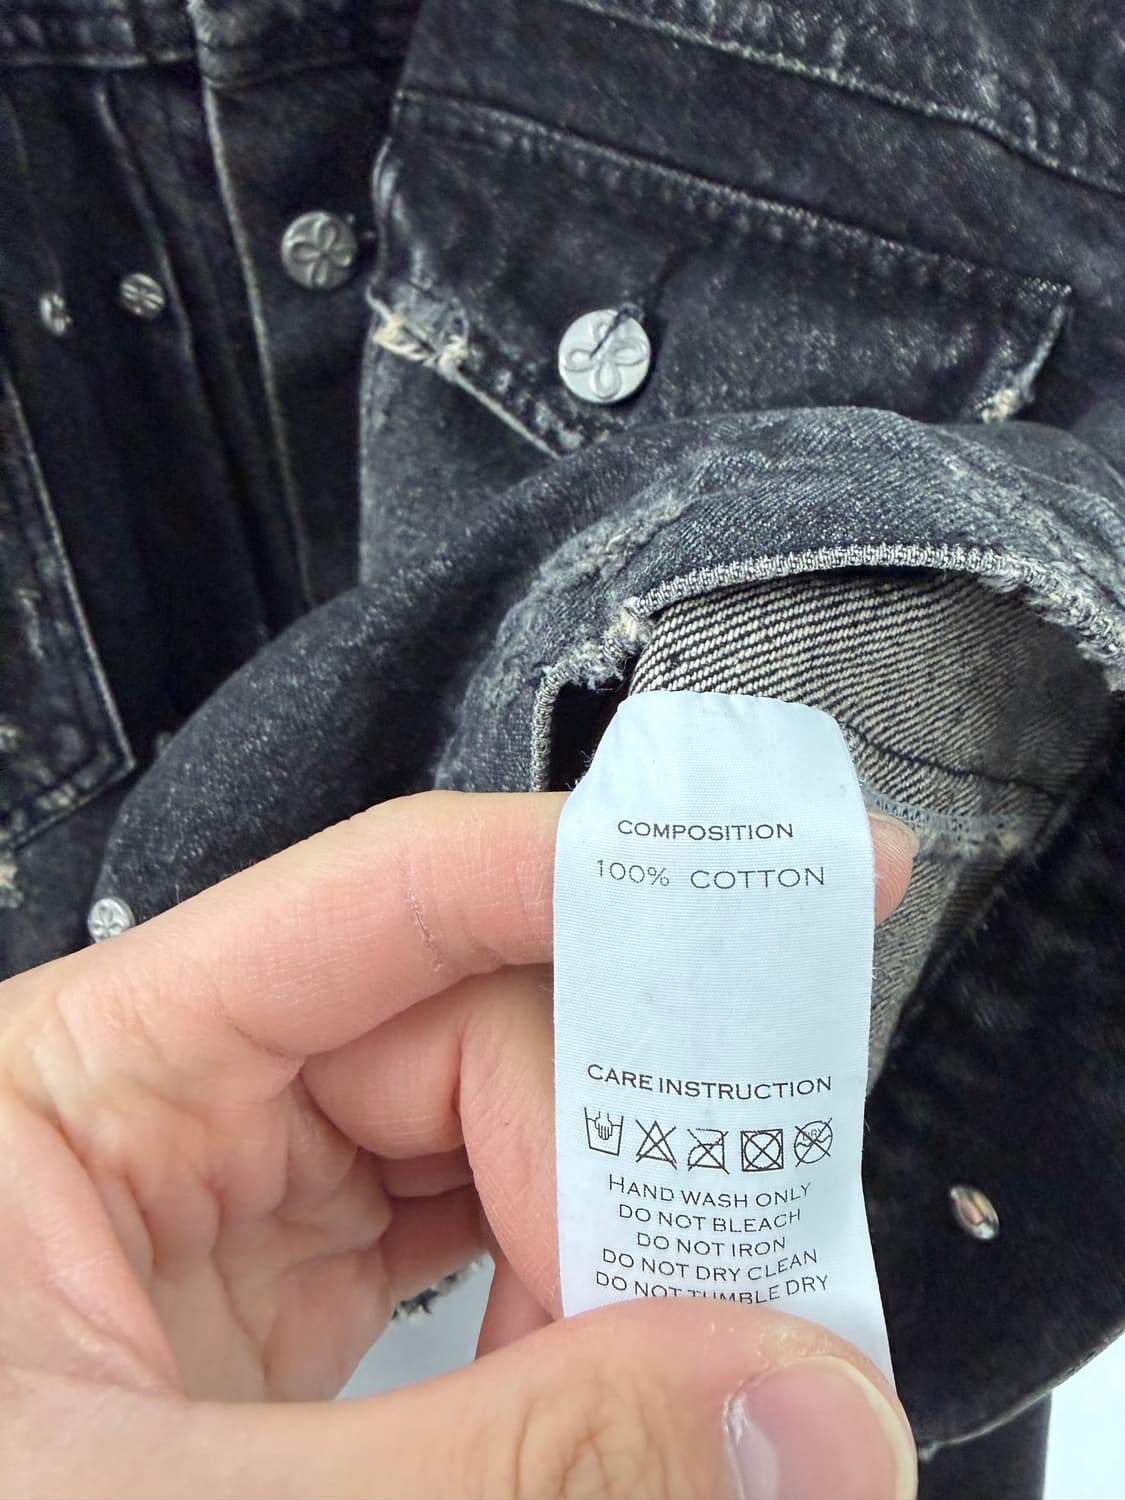 COMPOSITION
100% COTTON
CARE INSTRUCTION
HAND WASH ONLY
DO NOT BLEACH
DO NOT IRON
DO NOT DRY CLEAN
DO NOT TUMBLE DRY